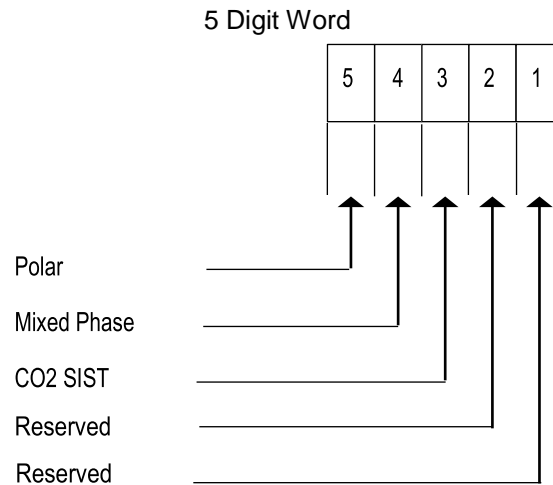 5 Digit Word
5 4 3 2 1
Polar
Mixed Phase
CO2 SIST
Reserved
Reserved